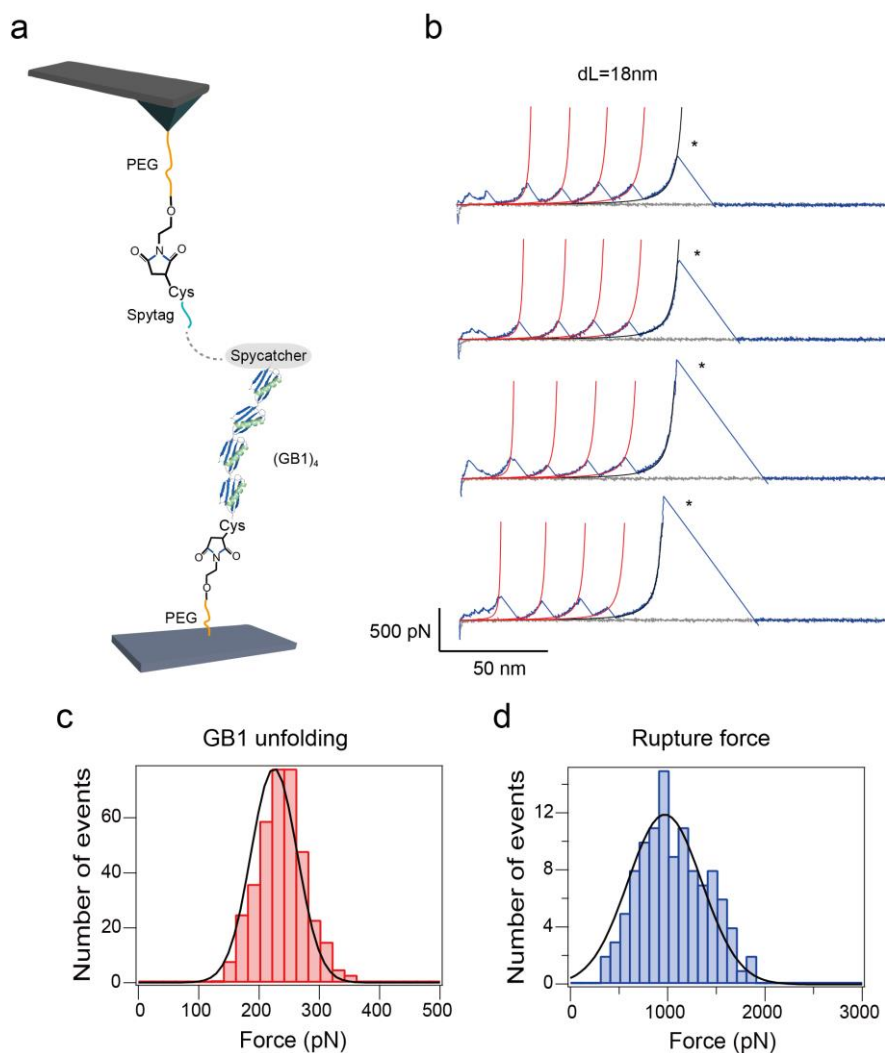 a
PEG
O
N
O
O
Cys
Spytag
Spycatcher
(GB1)4
Cys
O
O
N
O
PEG
b
dL=18nm
*
*
*
*
500 pN
50 nm
c
GB1 unfolding
Number of events
60
40
20
0
0 100 200 300 400 500
Force (pN)
d
Rupture force
Number of events
12
8
4
0
0 1000 2000 3000
Force (pN)